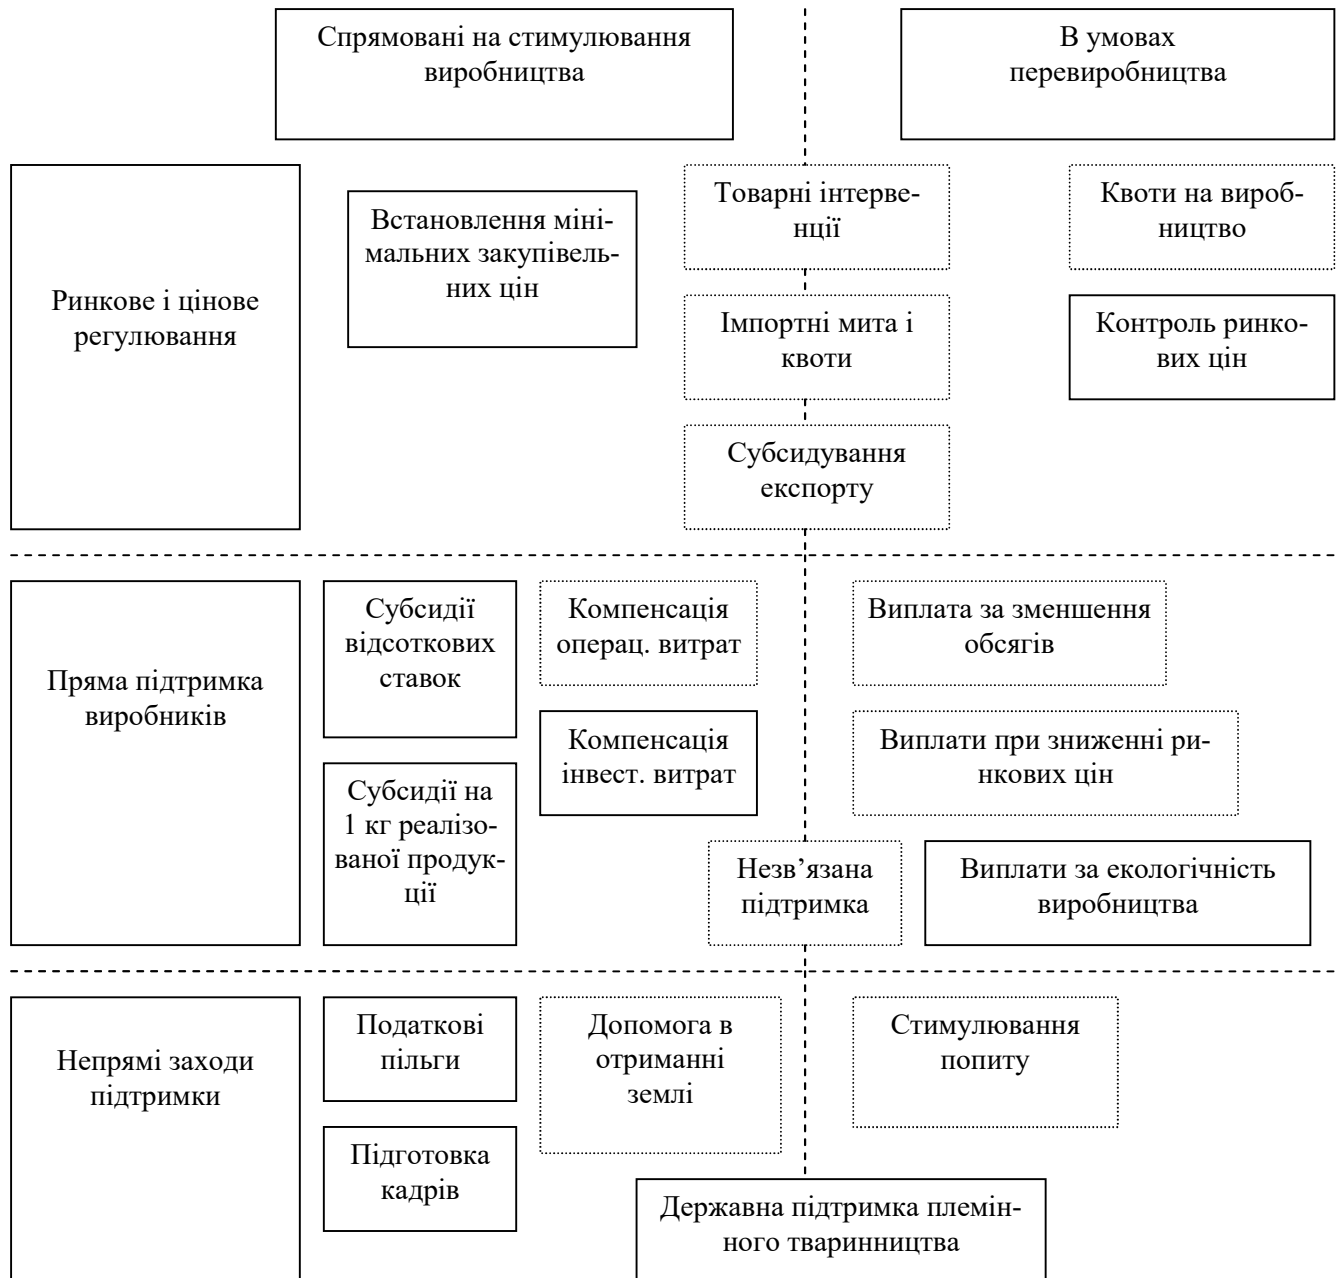 Спрямовані на стимулювання
виробництва
В умовах
перевиробництва
Ринкове і цінове
регулювання
Встановлення міні-
мальних закупівель-
них цін
Товарні інтерве-
нції
Імпортні мита і
квоти
Субсидування
експорту
Квоти на вироб-
ництво
Контроль ринко-
вих цін
Пряма підтримка
виробників
Субсидії
відсоткових
ставок
Субсидії на
1 кг реалізо-
ваної продук-
ції
Компенсація
операц. витрат
Компенсація
інвест. витрат
Незв’язана
підтримка
Виплата за зменшення
обсягів
Виплати при зниженні ри-
нкових цін
Виплати за екологічність
виробництва
Непрямі заходи
підтримки
Податкові
пільги
Підготовка
кадрів
Допомога в
отриманні
землі
Стимулювання
попиту
Державна підтримка племін-
ного тваринництва